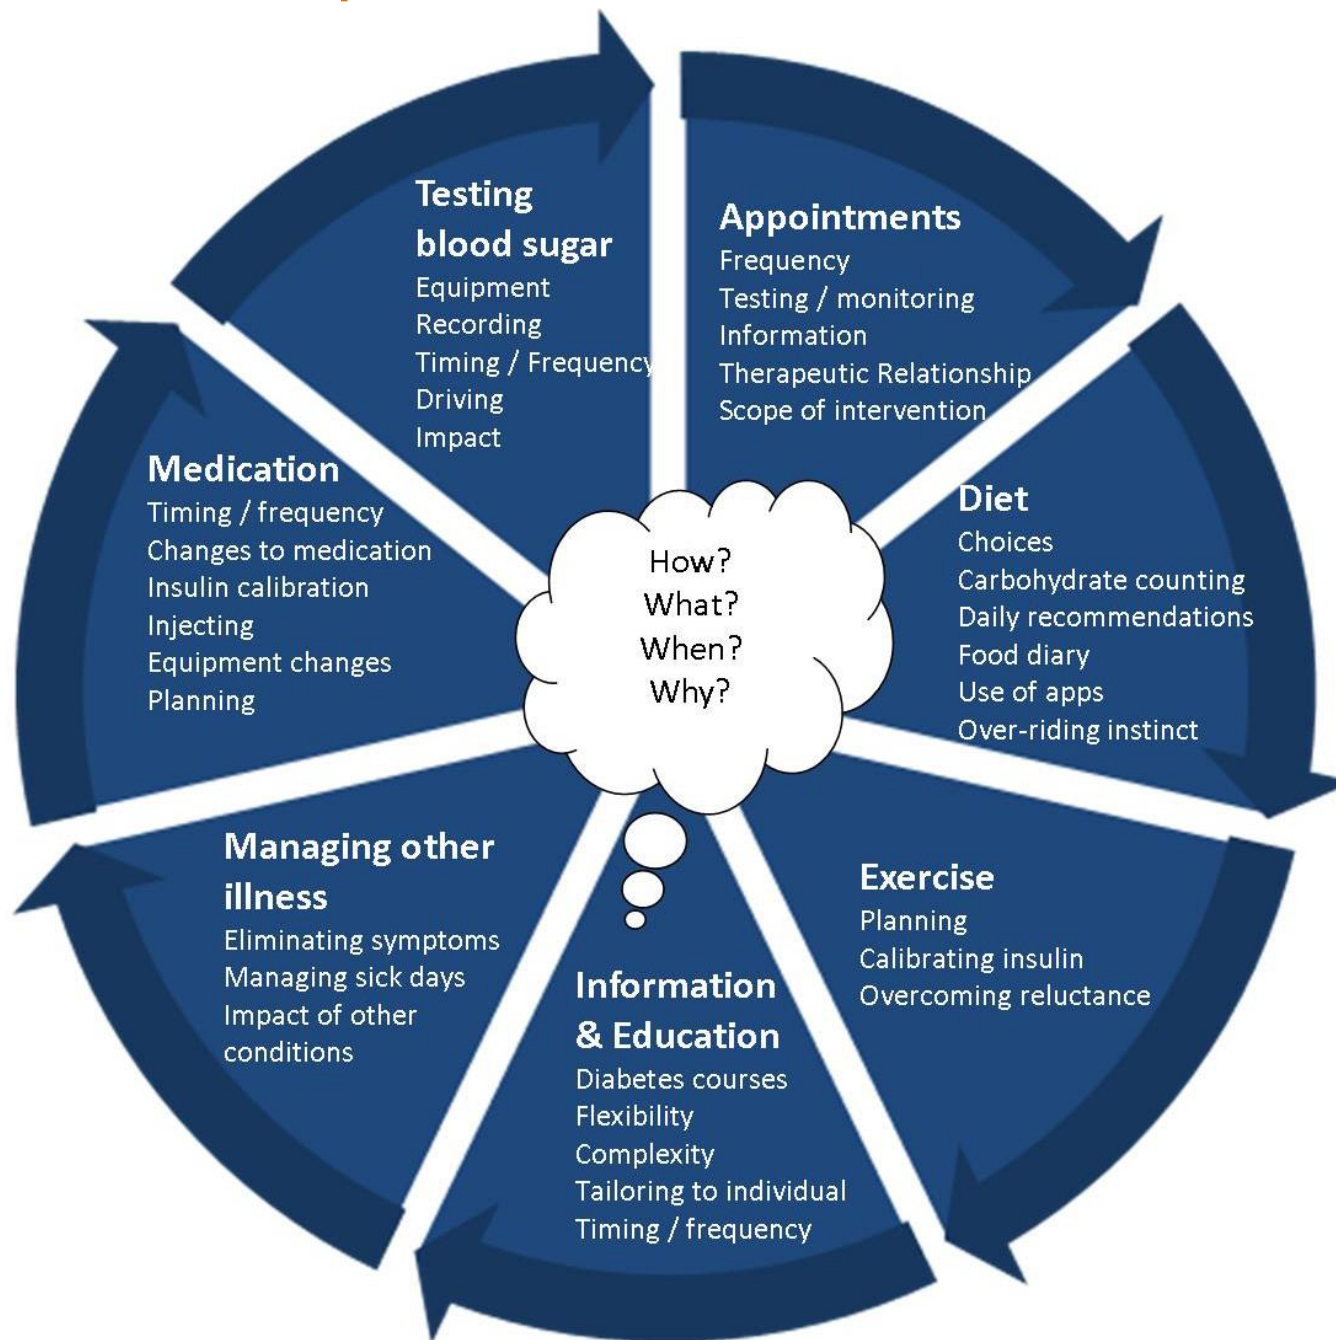 Testing
blood sugar
Equipment
Recording
Timing / Frequency
Driving
Impact
Appointments
Frequency
Testing / monitoring
Information
Therapeutic Relationship
Scope of intervention
Diet
Choices
Carbohydrate counting
Daily recommendations
Food diary
Use of apps
Over-riding instinct
Exercise
Planning
Calibrating insulin
Overcoming reluctance
Information
& Education
Diabetes courses
Flexibility
Complexity
Tailoring to individual
Timing / frequency
Managing other
illness
Eliminating symptoms
Managing sick days
Impact of other
conditions
Medication
Timing / frequency
Changes to medication
Insulin calibration
Injecting
Equipment changes
Planning
How?
What?
When?
Why?